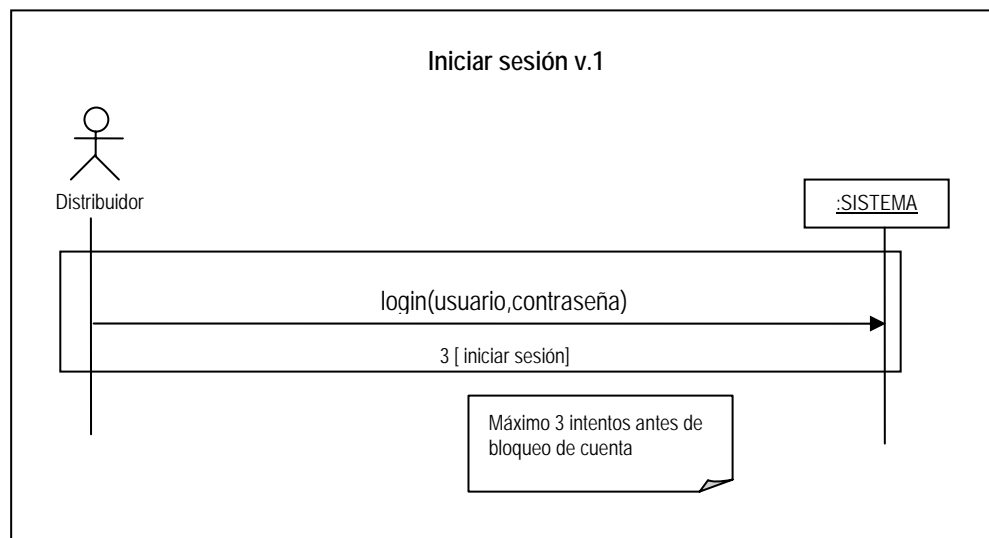 Iniciar sesión v.1
Distribuidor
:SISTEMA
login(usuario,contraseña)
3 [ iniciar sesión]
Máximo 3 intentos antes de
bloqueo de cuenta